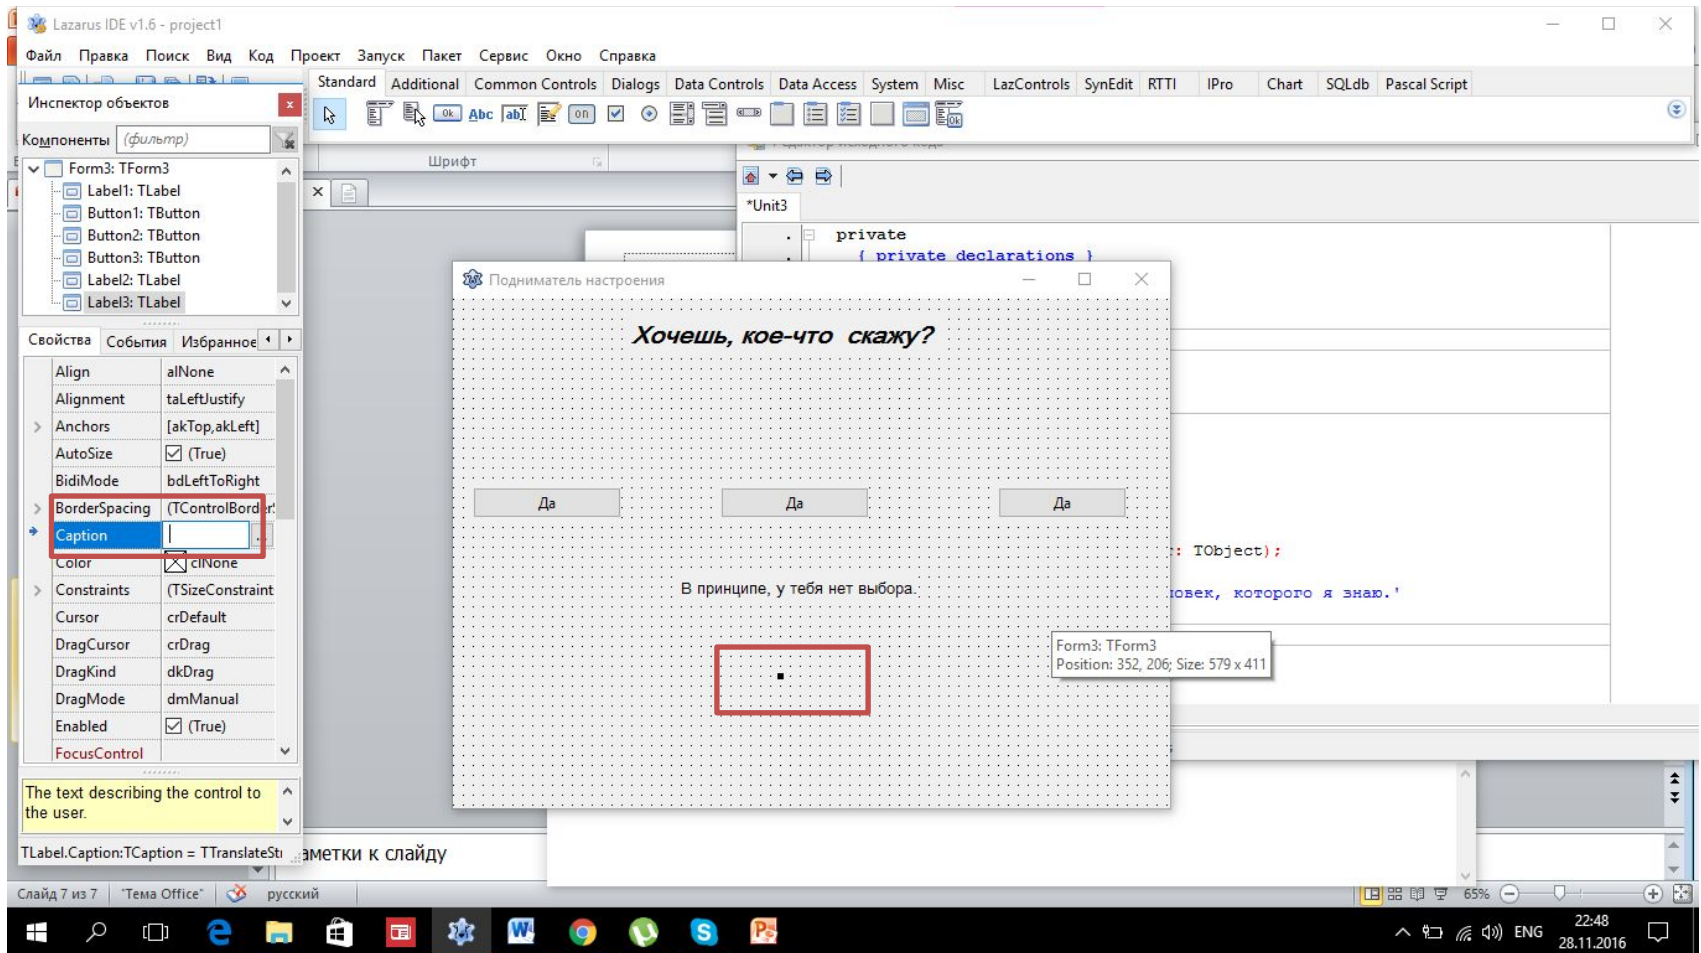 Lazarus IDE v1.6 - project1
Файл Правка Поиск Вид Код Проект Запуск Пакет Сервис Окно Справка
Standard Additional Common Controls Dialogs Data Controls Data Access System Misc LazControls SynEdit RTTI IPro Chart SQLdb Pascal Script
Инспектор объектов
Компоненты (фильтр)
Шрифт
Form3: TForm3
Label1: TLabel
Button1: TButton
Button2: TButton
Button3: TButton
Label2: TLabel
Label3: TLabel
Свойства События Избранное
Align alNone
Alignment taLeftJustify
Anchors [akTop,akLeft]
AutoSize (True)
BidiMode bdLeftToRight
BorderSpacing (TControlBorder
Caption
Color clNone
Constraints (TSizeConstraint
Cursor crDefault
DragCursor crDrag
DragKind dkDrag
DragMode dmManual
Enabled (True)
FocusControl
The text describing the control to
the user.
TLabel.Caption:TCaption = TTranslateSt
*Unit3
private
{ private declarations }
Подниматель настроения
Хочешь, кое-что скажу?
Да Да Да
В принципе, у тебя нет выбора.
: TObject);
овек, которого я знаю.'
Form3: TForm3
Position: 352, 206; Size: 579 x 411
аметки к слайду
Слайд 7 из 7 "Тема Office" русский 65%
ENG
22:48
28.11.2016